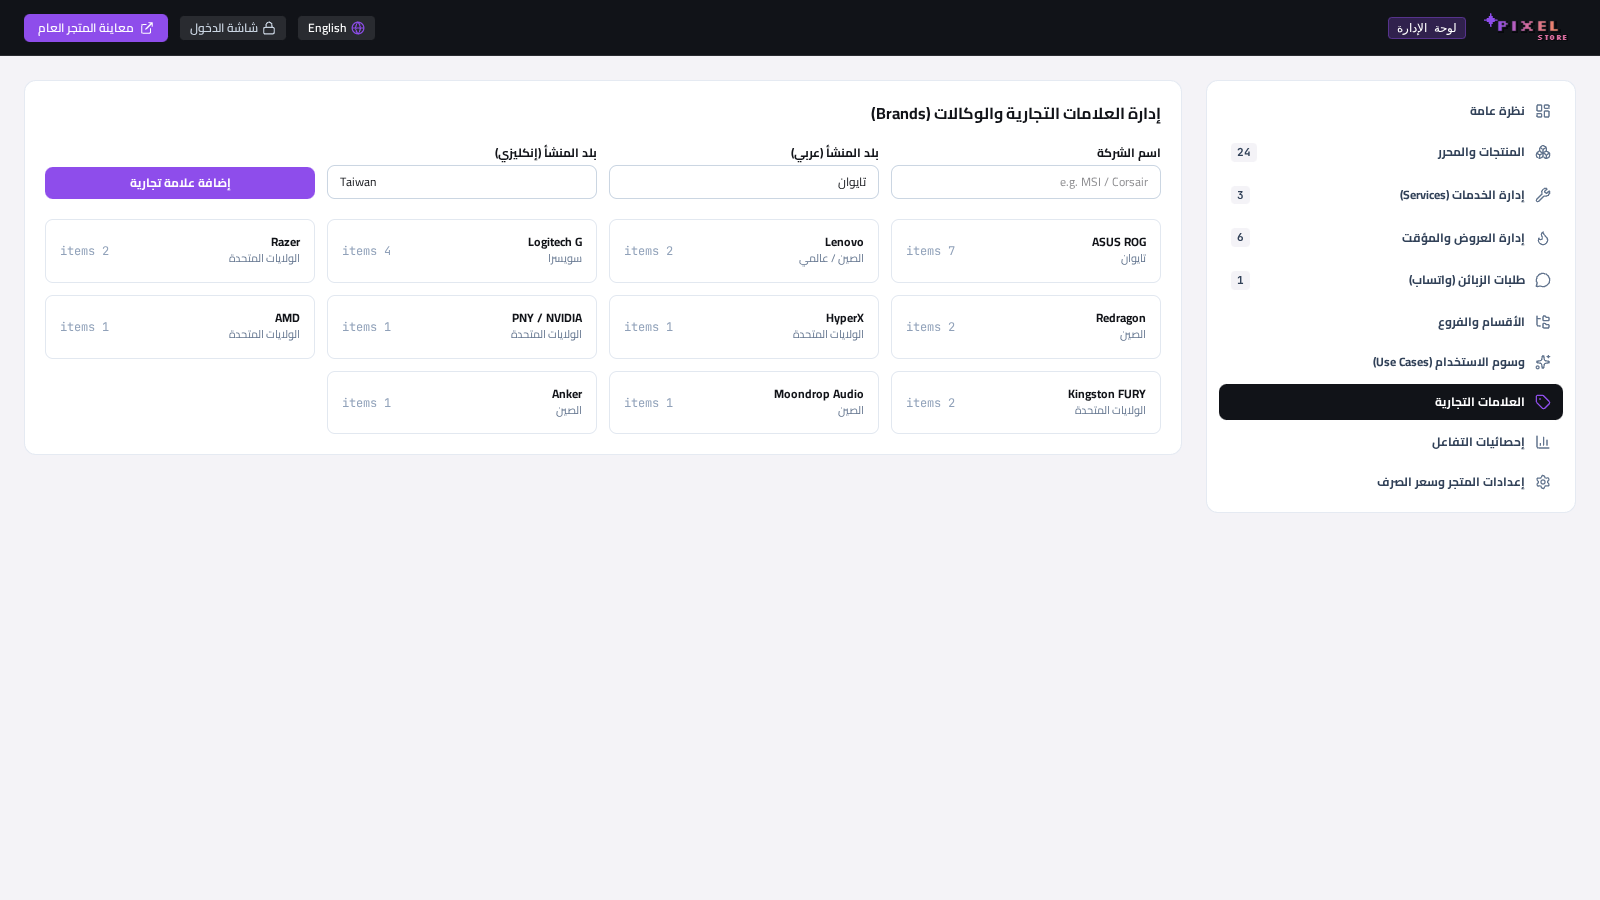 PIXEL
STORE
لوحة الإدارة
English
شاشة الدخول
معاينة المتجر العام
نظرة عامة
المنتجات والمحرر 24
إدارة الخدمات (Services) 3
إدارة العروض والمؤقت 6
طلبات الزبائن (واتساب) 1
الأقسام والفروع
وسوم الاستخدام (Use Cases)
العلامات التجارية
إحصائيات التفاعل
إعدادات المتجر وسعر الصرف
إدارة العلامات التجارية والوكالات (Brands)
اسم الشركة
e.g. MSI / Corsair
بلد المنشأ (عربي)
تايوان
بلد المنشأ (إنكليزي)
Taiwan
إضافة علامة تجارية
ASUS ROG
تايوان
items 7
Lenovo
الصين / عالمي
items 2
Logitech G
سويسرا
items 4
Razer
الولايات المتحدة
items 2
Redragon
الصين
items 2
HyperX
الولايات المتحدة
items 1
PNY / NVIDIA
الولايات المتحدة
items 1
AMD
الولايات المتحدة
items 1
Kingston FURY
الولايات المتحدة
items 2
Moondrop Audio
الصين
items 1
Anker
الصين
items 1